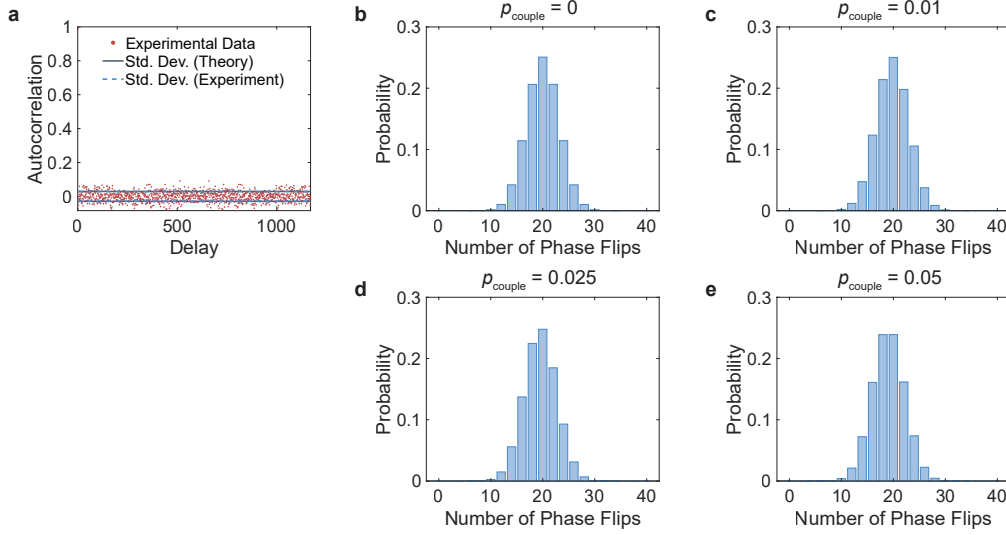 a
Autocorrelation
1
0.8
0.6
0.4
0.2
0
Experimental Data
Std. Dev. (Theory)
Std. Dev. (Experiment)
0 500 1000
Delay
b
p_couple = 0
Probability
0.3
0.2
0.1
0
0 10 20 30 40
Number of Phase Flips
c
p_couple = 0.01
Probability
0.3
0.2
0.1
0
0 10 20 30 40
Number of Phase Flips
d
p_couple = 0.025
Probability
0.3
0.2
0.1
0
0 10 20 30 40
Number of Phase Flips
e
p_couple = 0.05
Probability
0.3
0.2
0.1
0
0 10 20 30 40
Number of Phase Flips